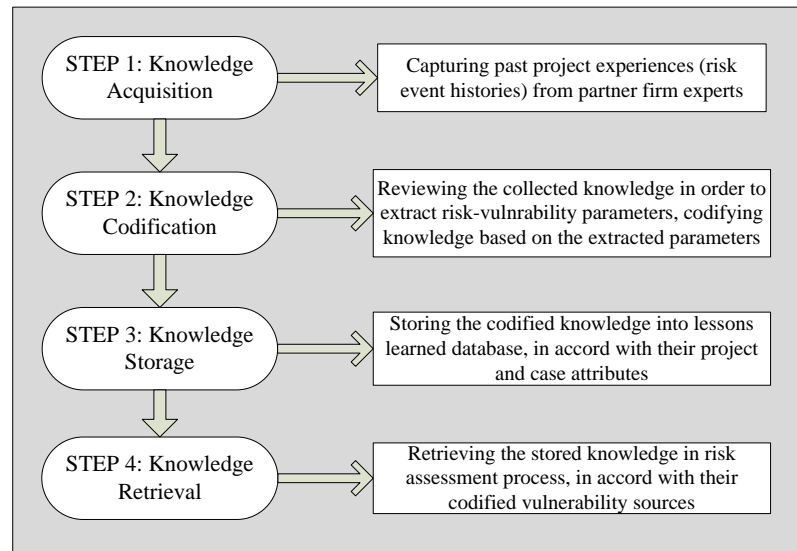 STEP 1: Knowledge
Acquisition
Capturing past project experiences (risk
event histories) from partner firm experts
STEP 2: Knowledge
Codification
Reviewing the collected knowledge in order to
extract risk-vulnrability parameters, codifying
knowledge based on the extracted parameters
STEP 3: Knowledge
Storage
Storing the codified knowledge into lessons
learned database, in accord with their project
and case attributes
STEP 4: Knowledge
Retrieval
Retrieving the stored knowledge in risk
assessment process, in accord with their
codified vulnerability sources